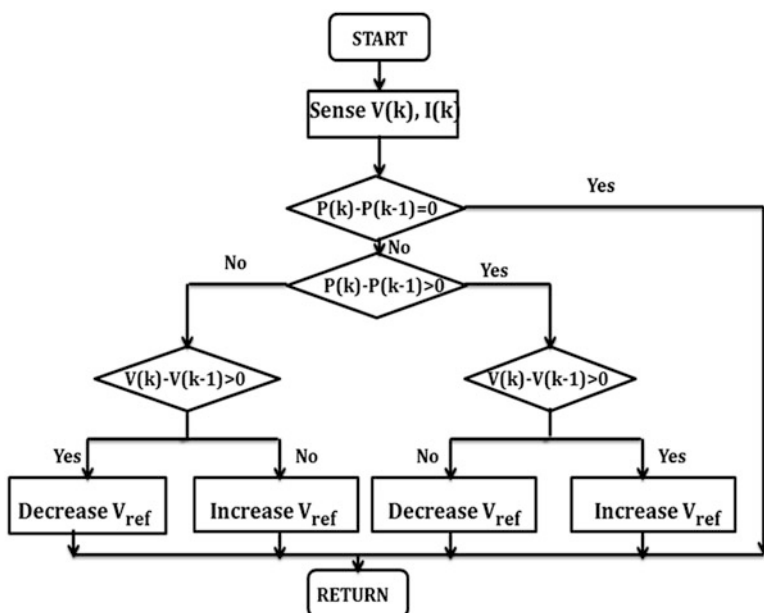 START
Sense V(k), I(k)
P(k)-P(k-1)=0
Yes
No
No
P(k)-P(k-1)>0
Yes
V(k)-V(k-1)>0
V(k)-V(k-1)>0
Yes
No
No
Yes
Decrease Vref
Increase Vref
Decrease Vref
Increase Vref
RETURN